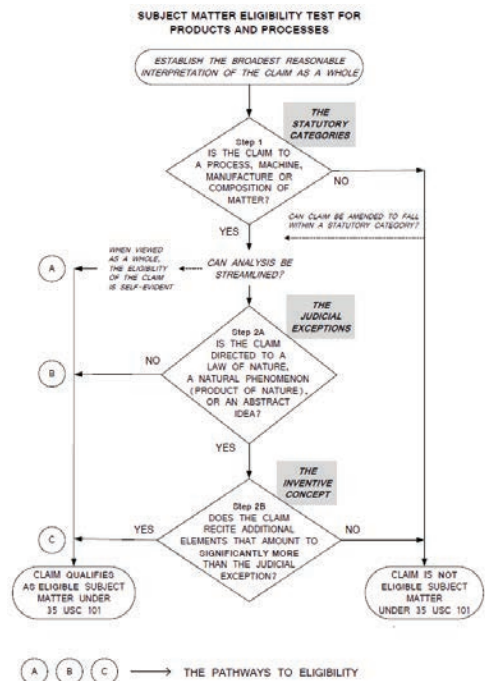 SUBJECT MATTER ELIGIBILITY TEST FOR
PRODUCTS AND PROCESSES
ESTABLISH THE BROADEST REASONABLE
INTERPRETATION OF THE CLAIM AS A WHOLE
THE
STATUTORY
CATEGORIES
Step 1
IS THE CLAIM TO
A PROCESS, MACHINE,
MANUFACTURE OR
COMPOSITION OF
MATTER?
NO
YES
CAN CLAIM BE AMENDED TO FALL
WITHIN A STATUTORY CATEGORY?
A
WHEN VIEWED
AS A WHOLE,
THE ELIGIBILITY
OF THE CLAIM
IS SELF-EVIDENT
CAN ANALYSIS BE
STREAMLINED?
THE
JUDICIAL
EXCEPTIONS
B
NO
Step 2A
IS THE CLAIM
DIRECTED TO A
LAW OF NATURE,
A NATURAL PHENOMENON
(PRODUCT OF NATURE),
OR AN ABSTRACT
IDEA?
YES
THE
INVENTIVE
CONCEPT
C
YES
Step 2B
DOES THE CLAIM
RECITE ADDITIONAL
ELEMENTS THAT AMOUNT TO
SIGNIFICANTLY MORE
THAN THE JUDICIAL
EXCEPTION?
NO
CLAIM QUALIFIES
AS ELIGIBLE SUBJECT
MATTER UNDER
35 USC 101
CLAIM IS NOT
ELIGIBLE SUBJECT
MATTER
UNDER 35 USC 101
A B C THE PATHWAYS TO ELIGIBILITY